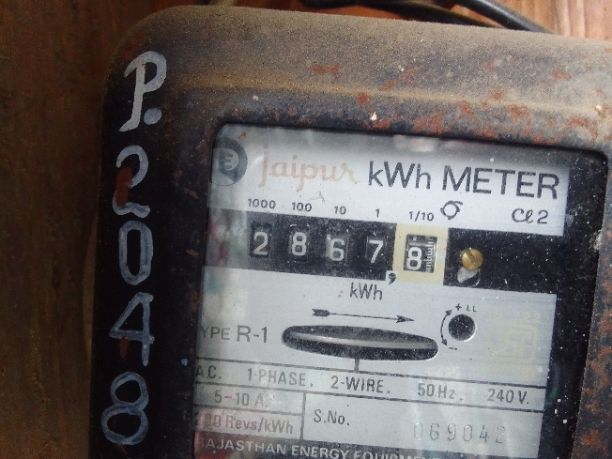 P.2048
jaipur kWh METER
1000 100 10 1 1/10 Cl 2
2 8 6 7, 8
kWh
TYPE R-1
+
-
A.C. 1-PHASE. 2-WIRE. 50Hz. 240V.
5-10 A.
Revs/kWh S.No. 069042
RAJASTHAN ENERGY